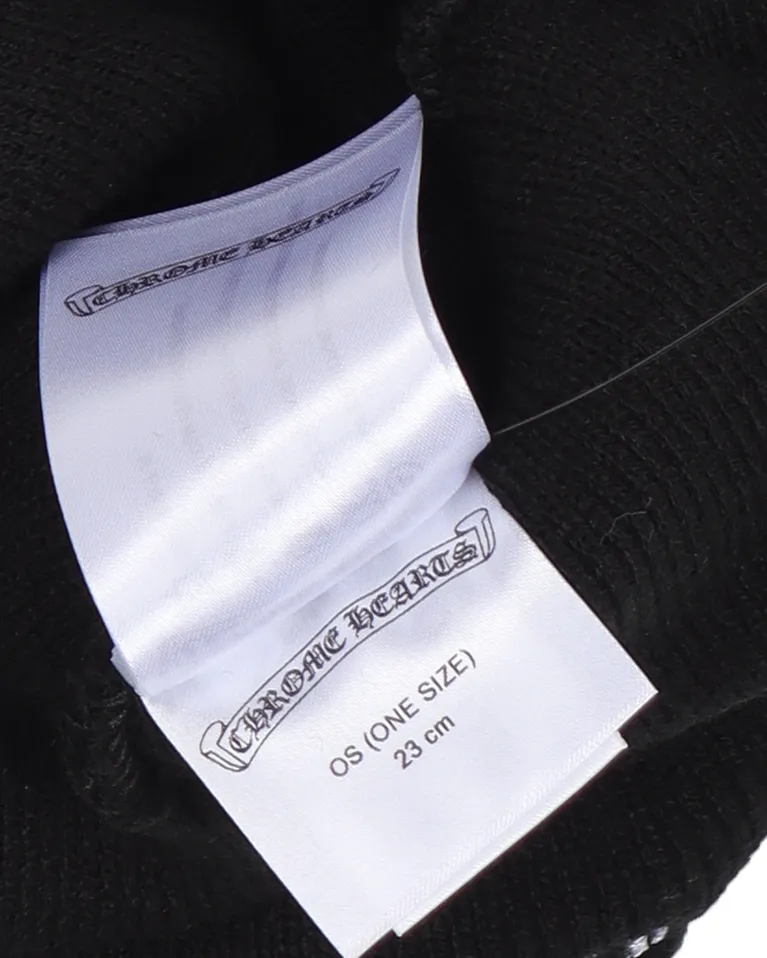 CHROME HEARTS
CHROME HEARTS
OS (ONE SIZE)
23 cm